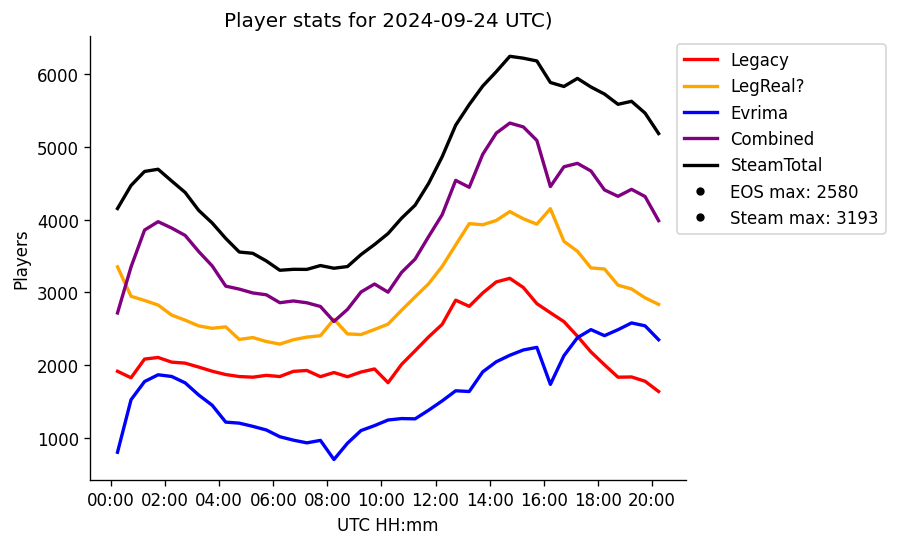 Player stats for 2024-09-24 UTC)
Players
6000
5000
4000
3000
2000
1000
00:00 02:00 04:00 06:00 08:00 10:00 12:00 14:00 16:00 18:00 20:00
UTC HH:mm
Legacy
LegReal?
Evrima
Combined
SteamTotal
EOS max: 2580
Steam max: 3193